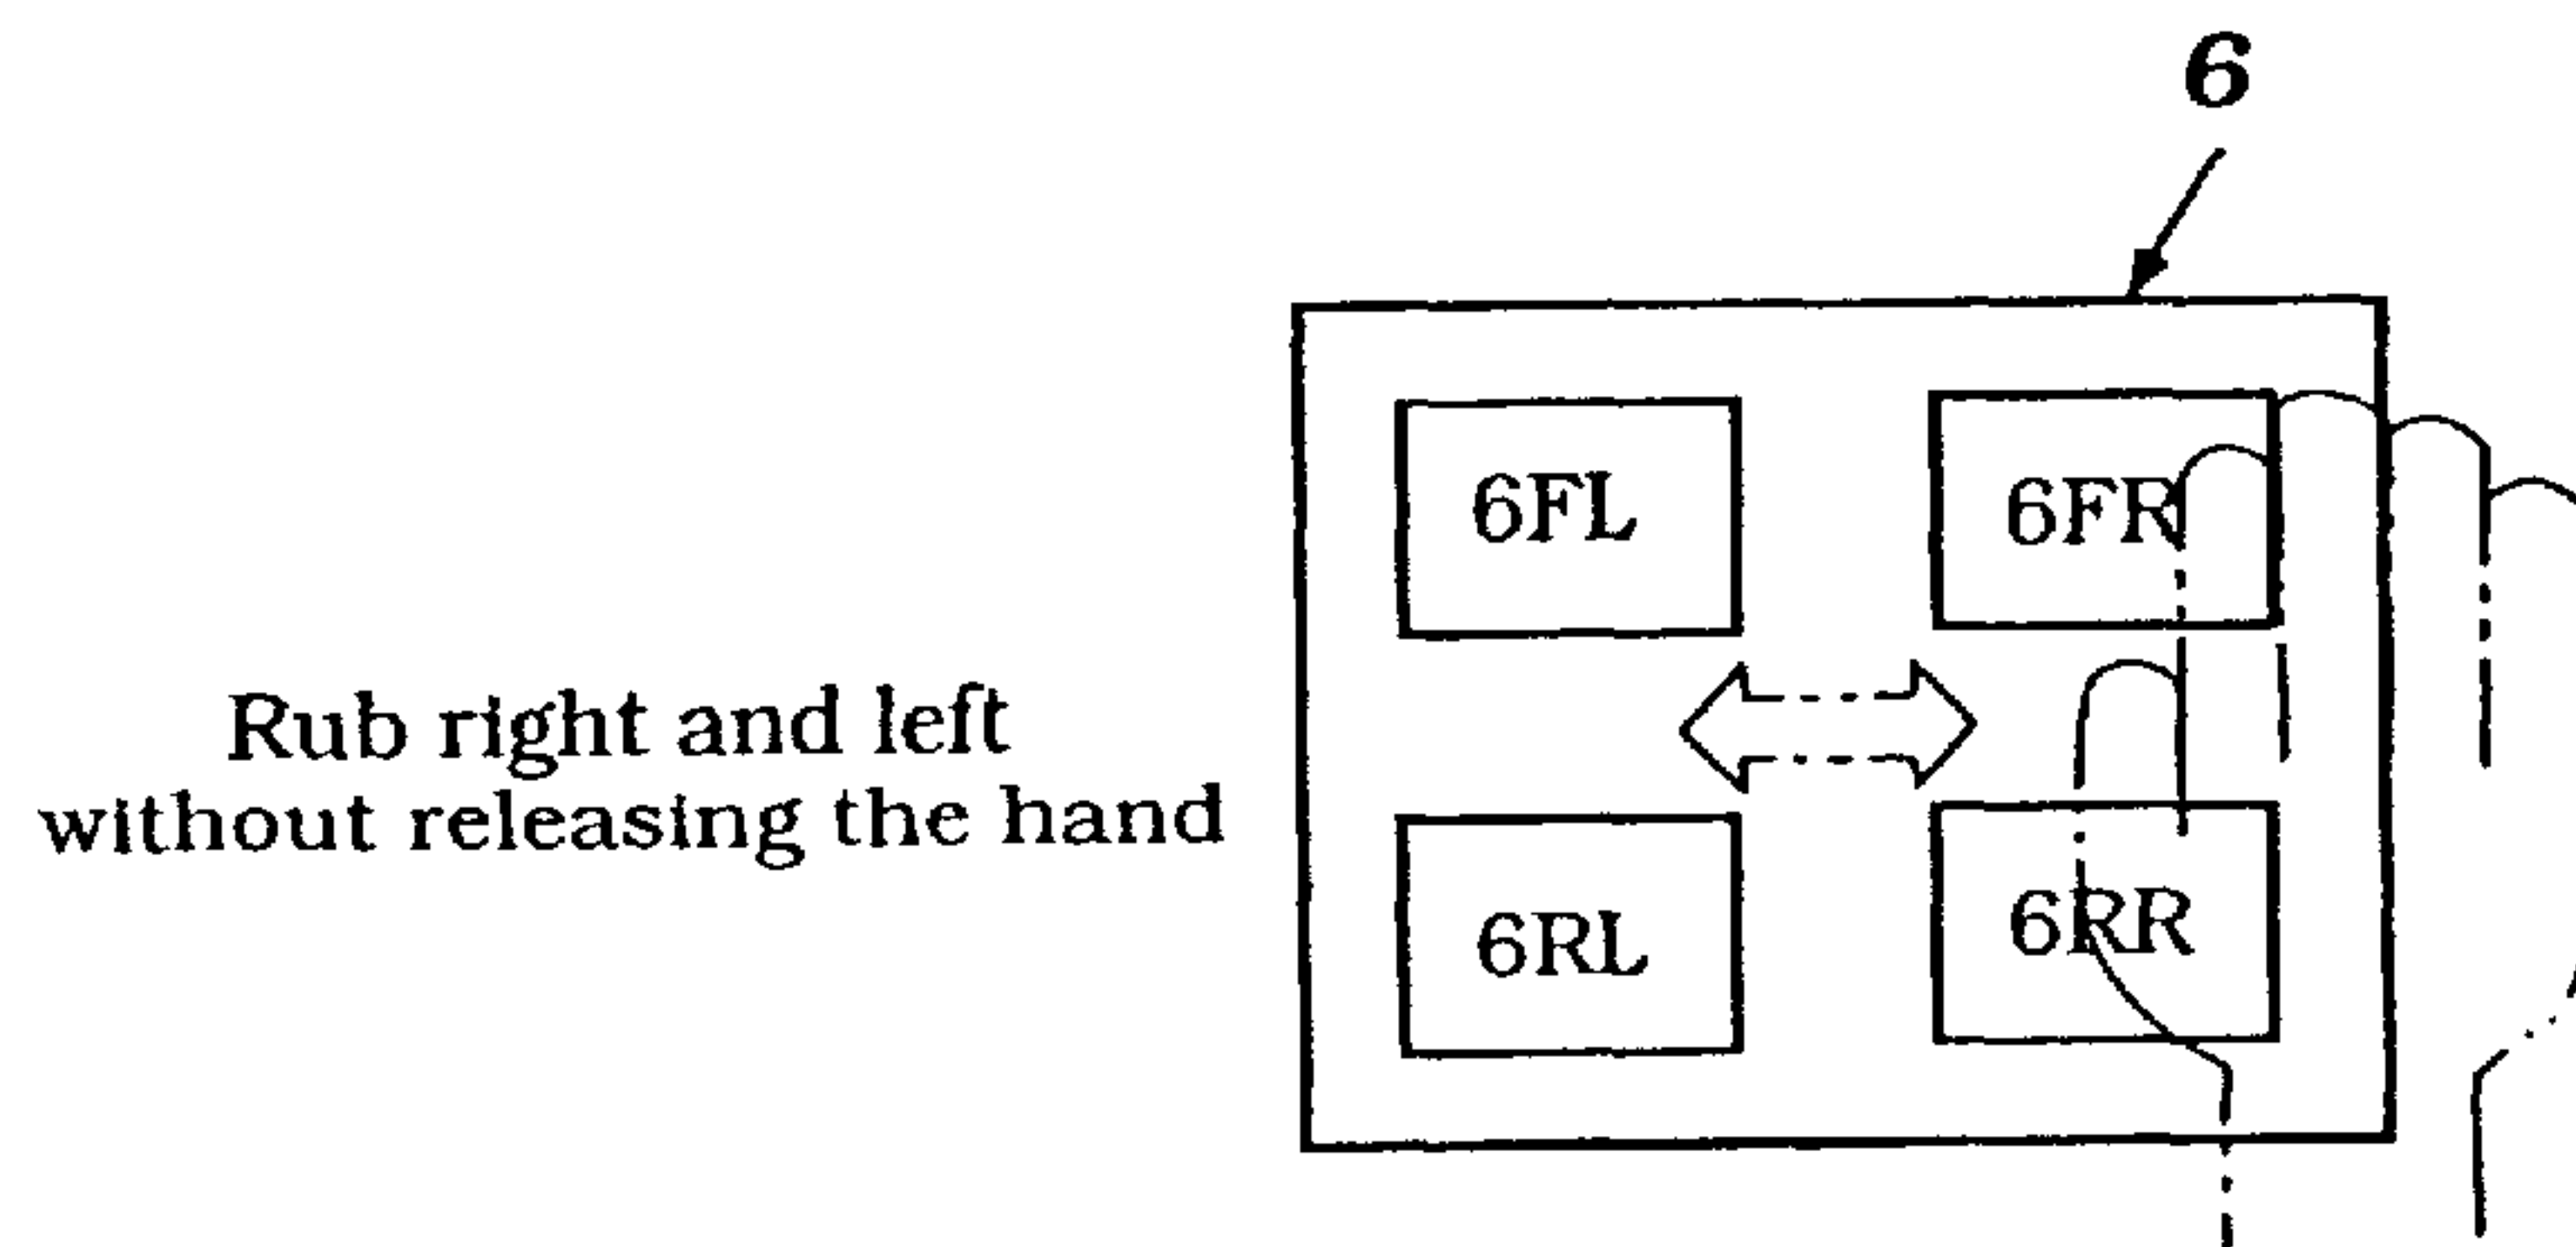 6
6FL 6FR
Rub right and left
without releasing the hand
6RL 6RR